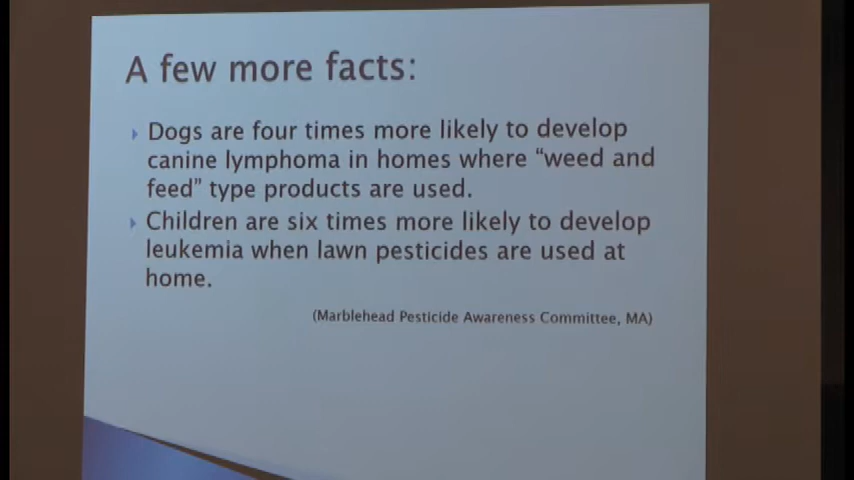 A few more facts:
Dogs are four times more likely to develop
canine lymphoma in homes where “weed and
feed” type products are used.
Children are six times more likely to develop
leukemia when lawn pesticides are used at
home.
(Marblehead Pesticide Awareness Committee, MA)